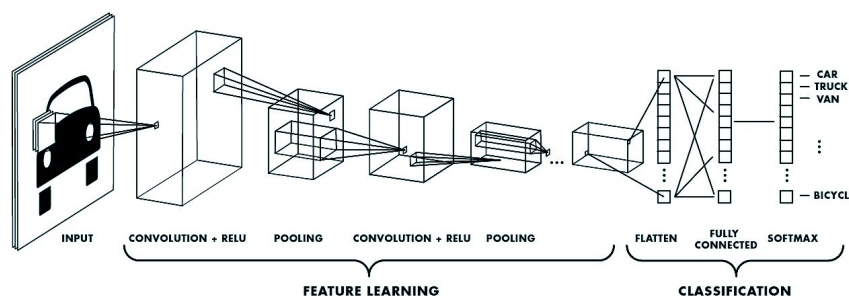 CAR
TRUCK
VAN
BICYCL
INPUT
CONVOLUTION + RELU
POOLING
CONVOLUTION + RELU
POOLING
FLATTEN
FULLY
CONNECTED
SOFTMAX
FEATURE LEARNING
CLASSIFICATION